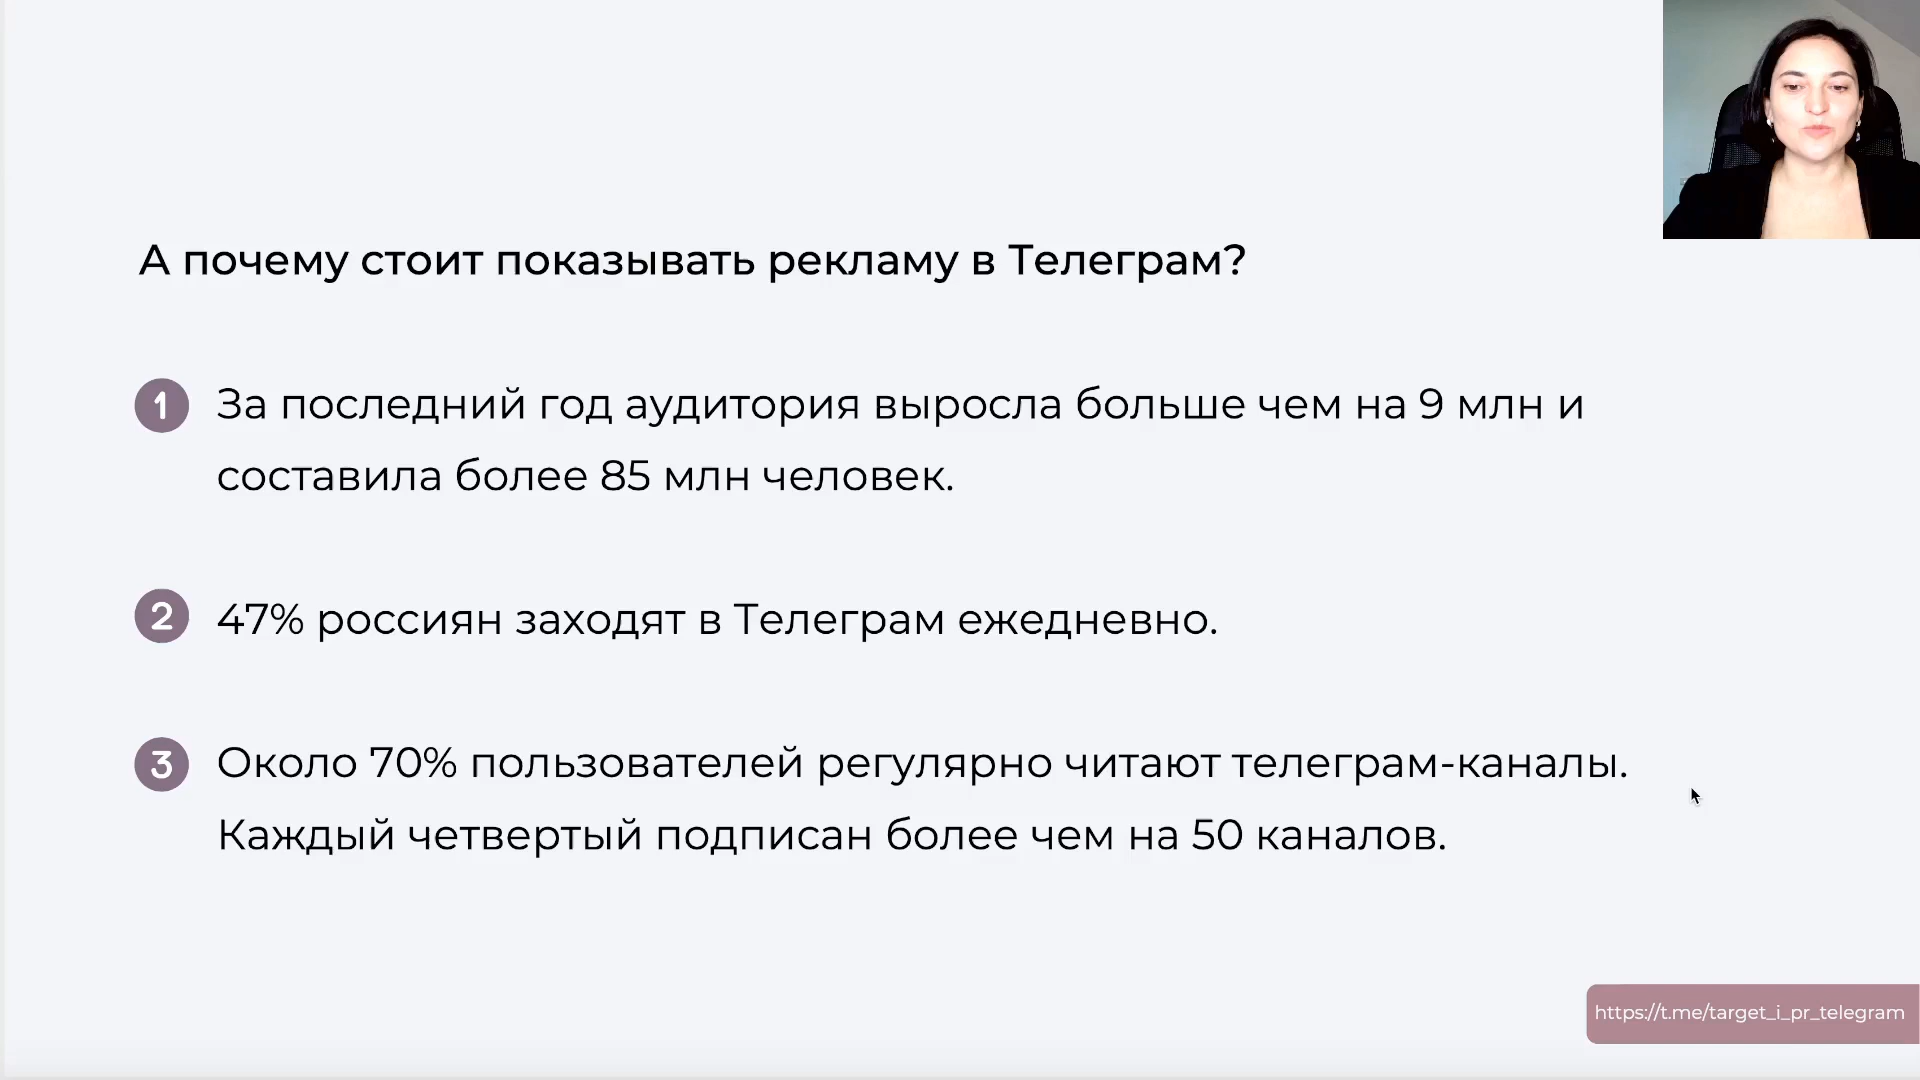 А почему стоит показывать рекламу в Телеграм?
1 За последний год аудитория выросла больше чем на 9 млн и
составила более 85 млн человек.
2 47% россиян заходят в Телеграм ежедневно.
3 Около 70% пользователей регулярно читают телеграм-каналы.
Каждый четвертый подписан более чем на 50 каналов.
https://t.me/target_i_pr_telegram